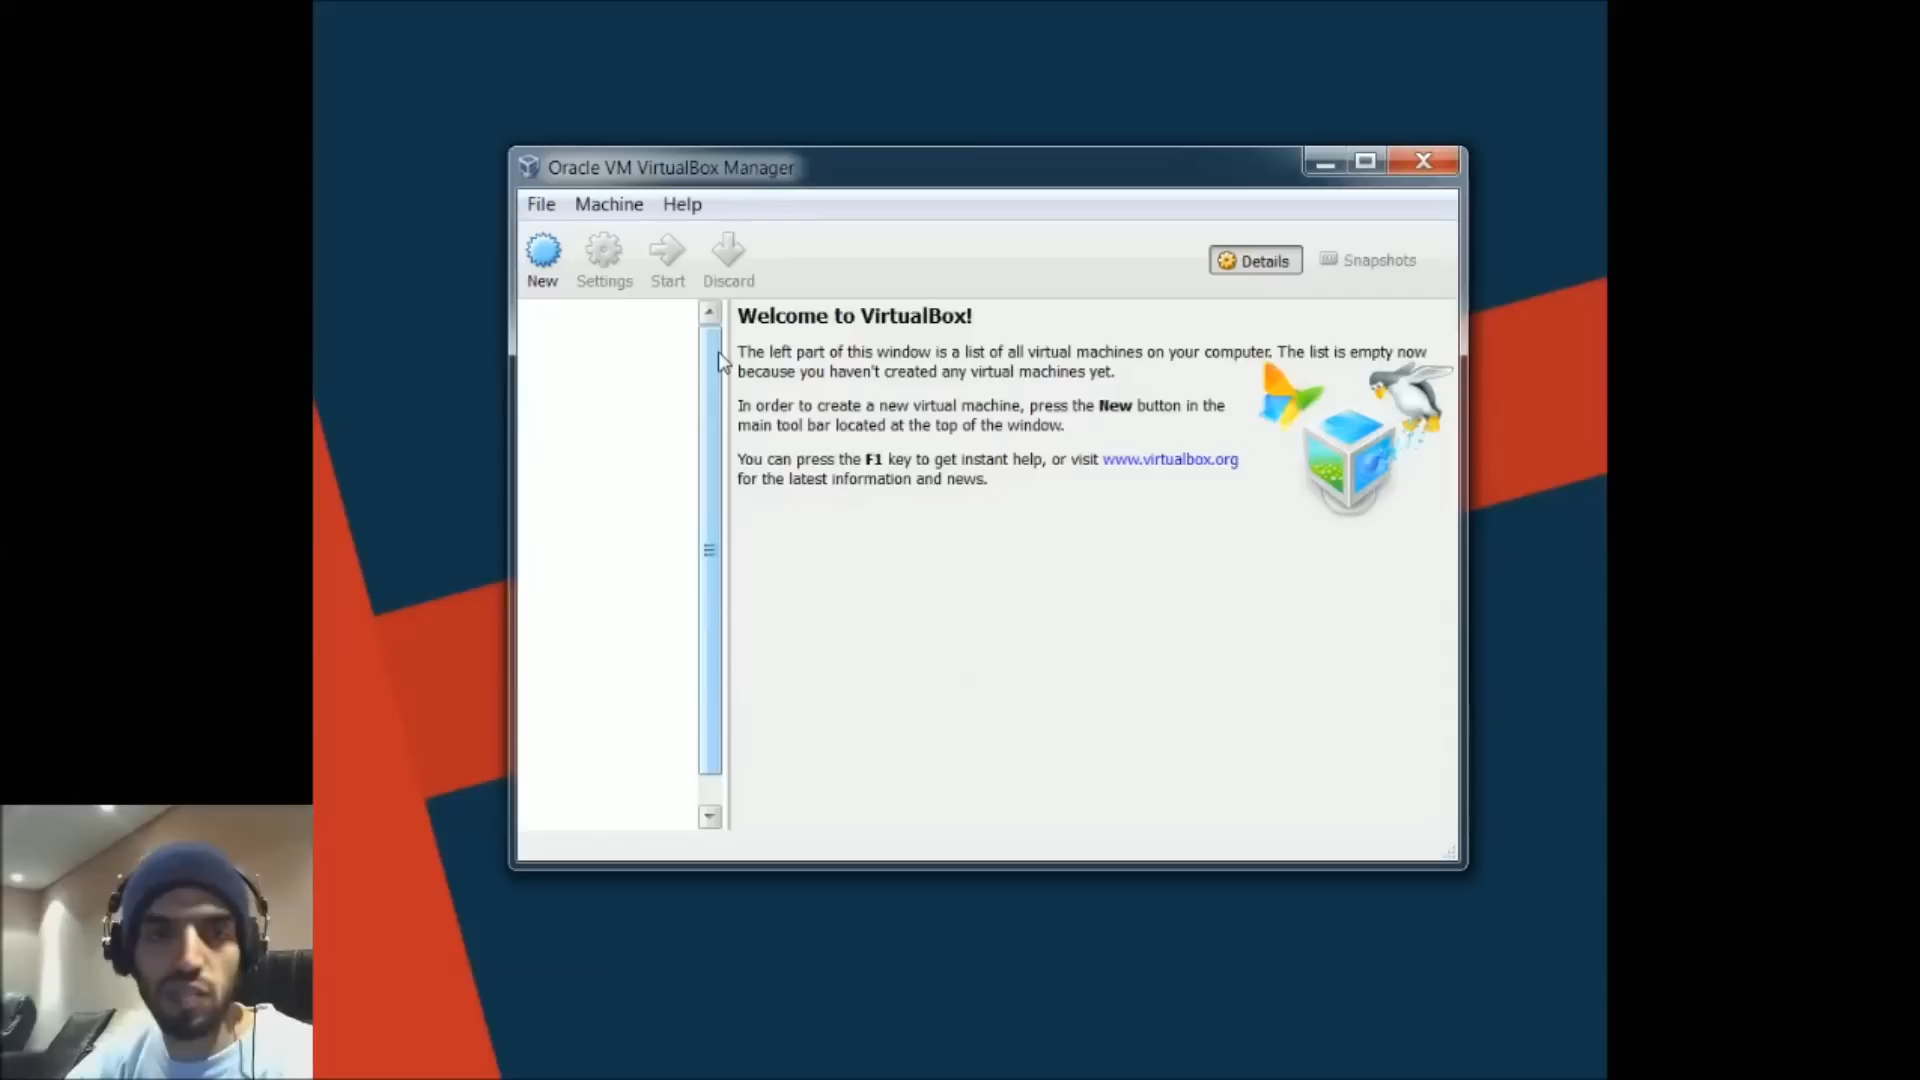 Oracle VM VirtualBox Manager
File Machine Help
New Settings Start Discard
Details Snapshots
Welcome to VirtualBox!
The left part of this window is a list of all virtual machines on your computer. The list is empty now
because you haven't created any virtual machines yet.
In order to create a new virtual machine, press the New button in the
main tool bar located at the top of the window.
You can press the F1 key to get instant help, or visit www.virtualbox.org
for the latest information and news.